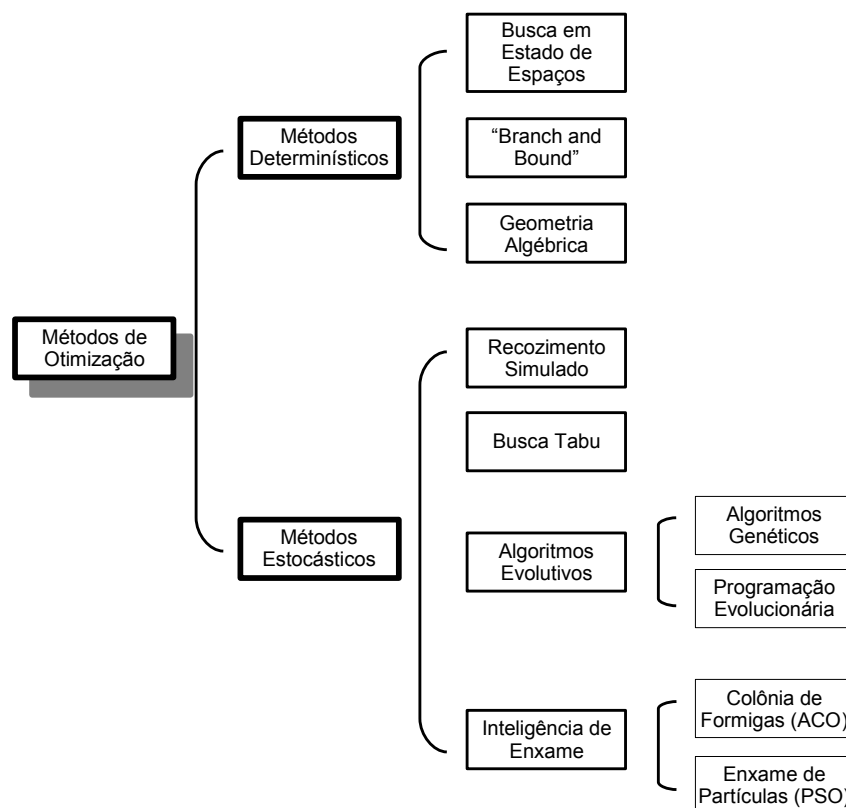 Busca em
Estado de
Espaços
Métodos
Determinísticos
“Branch and
Bound”
Geometria
Algébrica
Métodos de
Otimização
Recozimento
Simulado
Busca Tabu
Métodos
Estocásticos
Algoritmos
Evolutivos
Algoritmos
Genéticos
Programação
Evolucionária
Inteligência de
Enxame
Colônia de
Formigas (ACO)
Enxame de
Partículas (PSO)